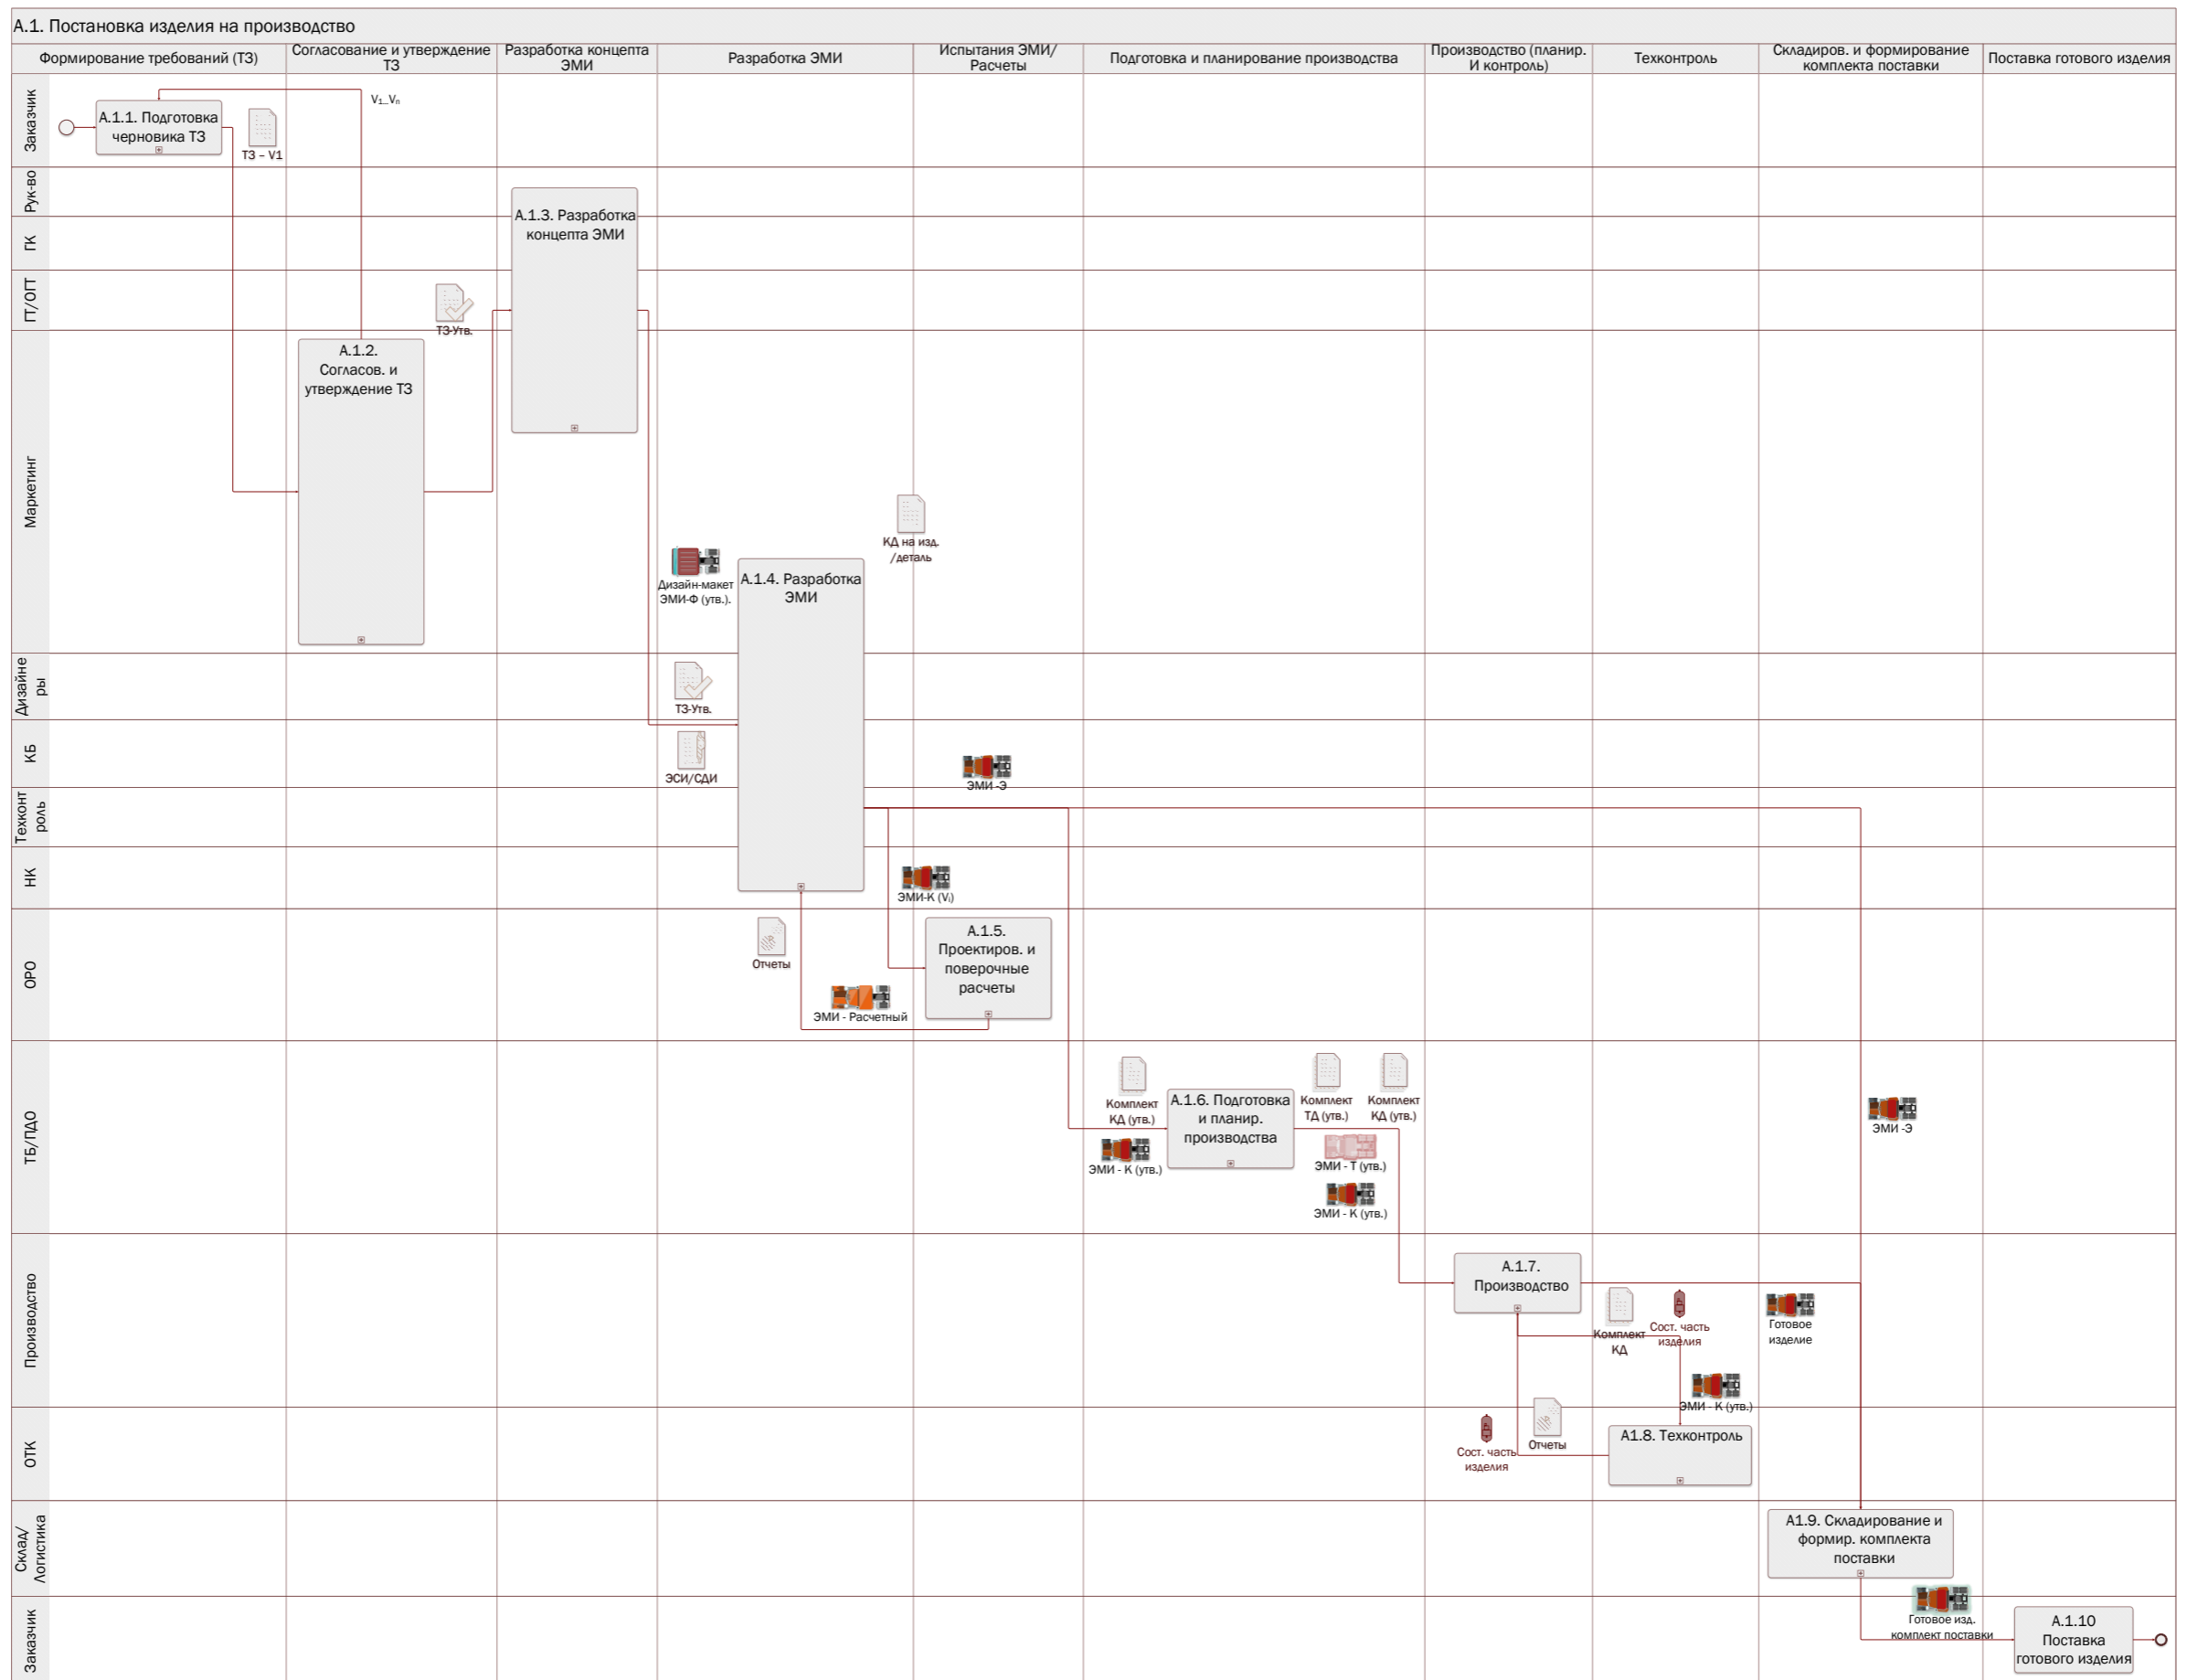 А.1. Постановка изделия на производство
Формирование требований (ТЗ)
Согласование и утверждение
ТЗ
Разработка концепта
ЭМИ
Разработка ЭМИ
Испытания ЭМИ/
Расчеты
Подготовка и планирование производства
Производство (планир.
И контроль)
Техконтроль
Складиров. и формирование
комплекта поставки
Поставка готового изделия
Заказчик
А.1.1. Подготовка
черновика ТЗ
ТЗ – V1
V₁...Vₙ
Рук-во
ГК
А.1.3. Разработка
концепта ЭМИ
ГТ/ОГТ
ТЗ-Утв.
Маркетинг
А.1.2.
Согласов. и
утверждение ТЗ
КД на изд.
/деталь
Дизайн-макет
ЭМИ-Ф (утв.).
А.1.4. Разработка
ЭМИ
Дизайне
ры
ТЗ-Утв.
КБ
ЭСИ/СДИ
ЭМИ -Э
Техконт
роль
НК
ЭМИ-К (Vᵢ)
ОРО
Отчеты
ЭМИ - Расчетный
А.1.5.
Проектиров. и
поверочные
расчеты
ТБ/ПДО
Комплект
КД (утв.)
ЭМИ - К (утв.)
А.1.6. Подготовка
и планир.
производства
Комплект
ТД (утв.)
Комплект
КД (утв.)
ЭМИ - Т (утв.)
ЭМИ - К (утв.)
ЭМИ -Э
Производство
А.1.7.
Производство
Комплект
КД
Сост. часть
изделия
Готовое
изделие
ЭМИ - К (утв.)
ОТК
Сост. часть
изделия
Отчеты
А1.8. Техконтроль
Склад/
Логистика
А1.9. Складирование и
формир. комплекта
поставки
Заказчик
Готовое изд.
комплект поставки
А.1.10
Поставка
готового изделия